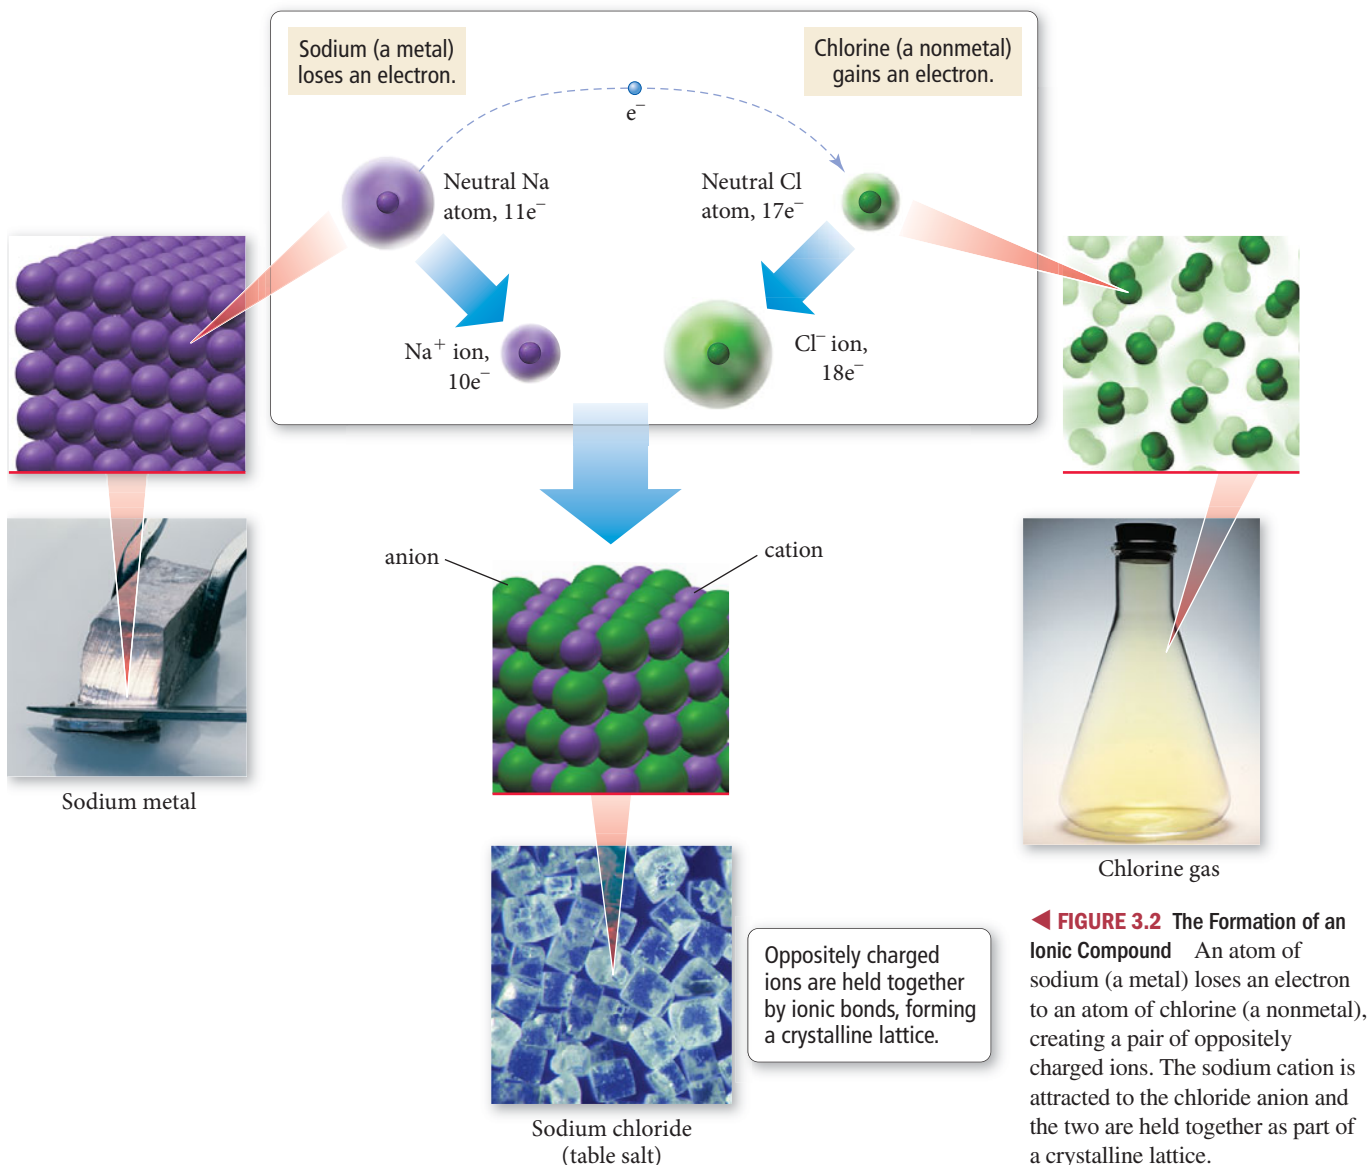 Sodium (a metal)
loses an electron.
Chlorine (a nonmetal)
gains an electron.
e⁻
Neutral Na
atom, 11e⁻
Neutral Cl
atom, 17e⁻
Na⁺ ion,
10e⁻
Cl⁻ ion,
18e⁻
anion
cation
Sodium metal
Chlorine gas
Oppositely charged
ions are held together
by ionic bonds, forming
a crystalline lattice.
Sodium chloride
(table salt)
◀ FIGURE 3.2 The Formation of an
Ionic Compound An atom of
sodium (a metal) loses an electron
to an atom of chlorine (a nonmetal),
creating a pair of oppositely
charged ions. The sodium cation is
attracted to the chloride anion and
the two are held together as part of
a crystalline lattice.